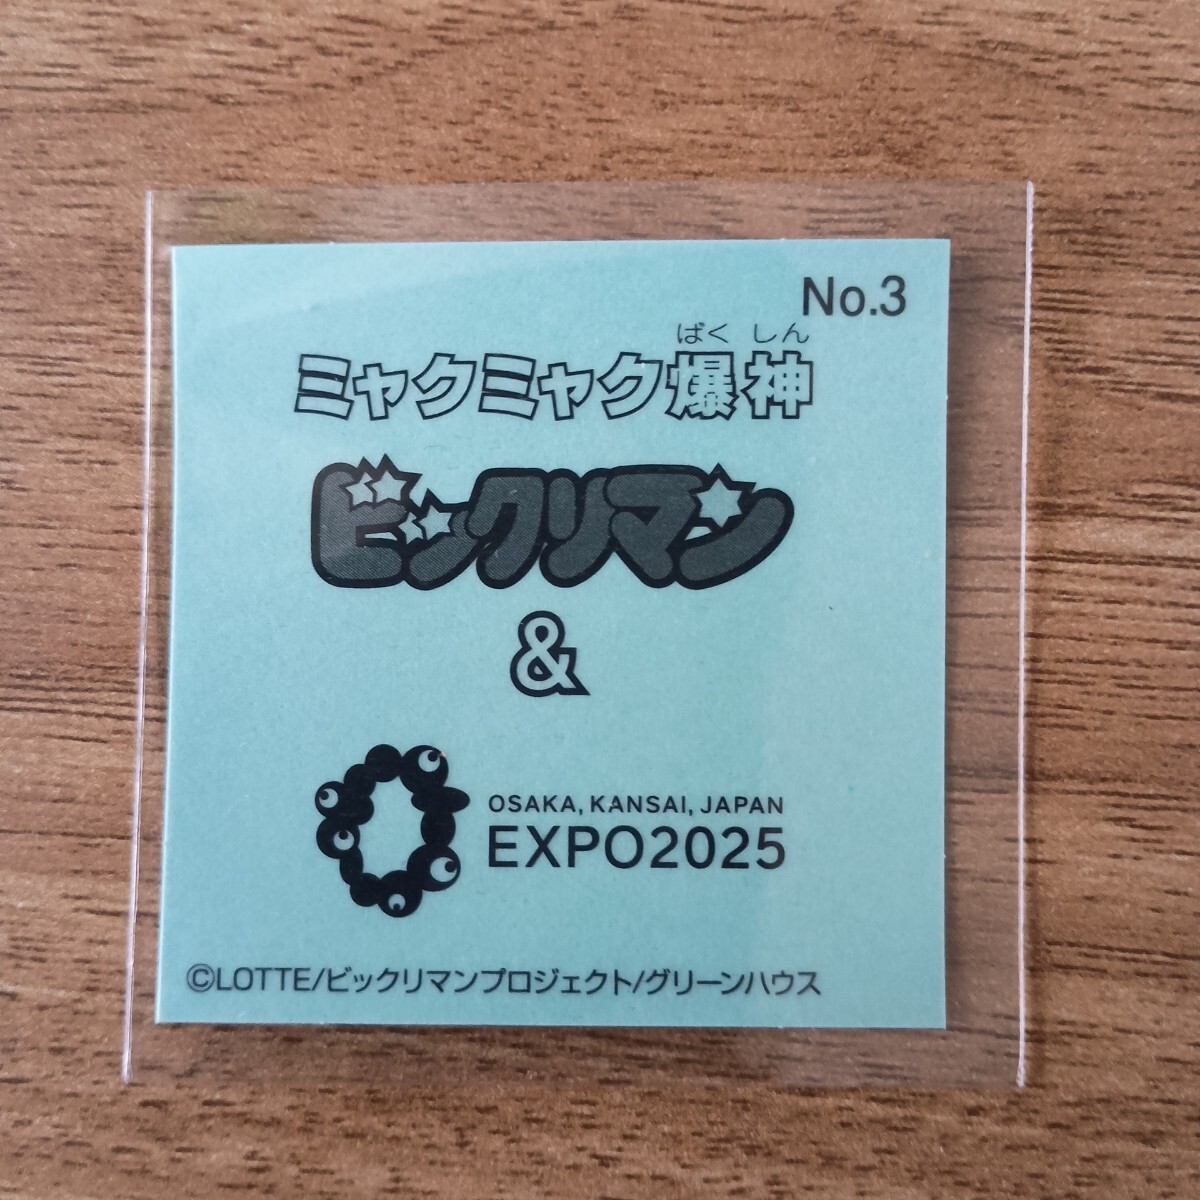 No.3
ばくしん
ミャクミャク爆神
ビックリマン
&
OSAKA, KANSAI, JAPAN
EXPO2025
©LOTTE/ビックリマンプロジェクト/グリーンハウス